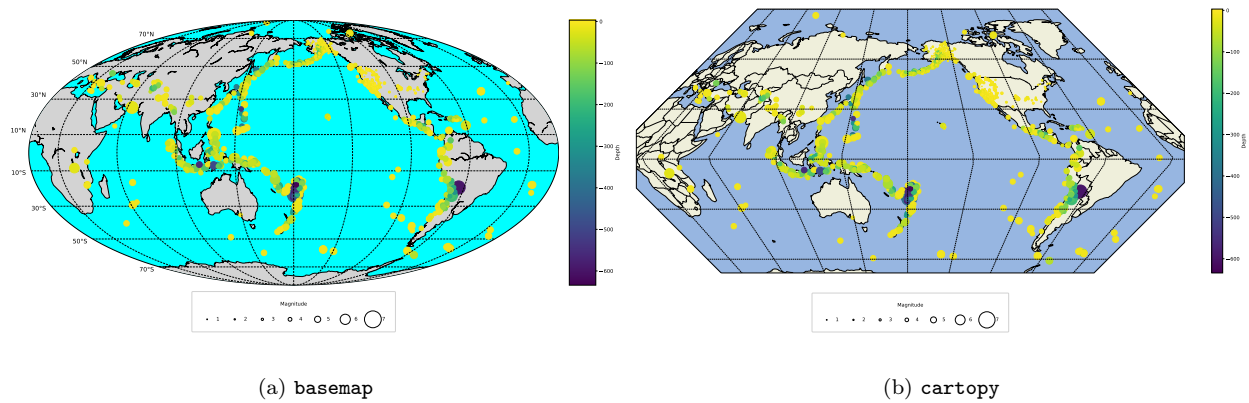 70°N
50°N
30°N
10°N
10°S
30°S
50°S
70°S
0
−100
−200
−300
−400
−500
−600
Depth
Magnitude
1 2 3 4 5 6 7
(a) basemap
0
−100
−200
−300
−400
−500
−600
Depth
Magnitude
1 2 3 4 5 6 7
(b) cartopy